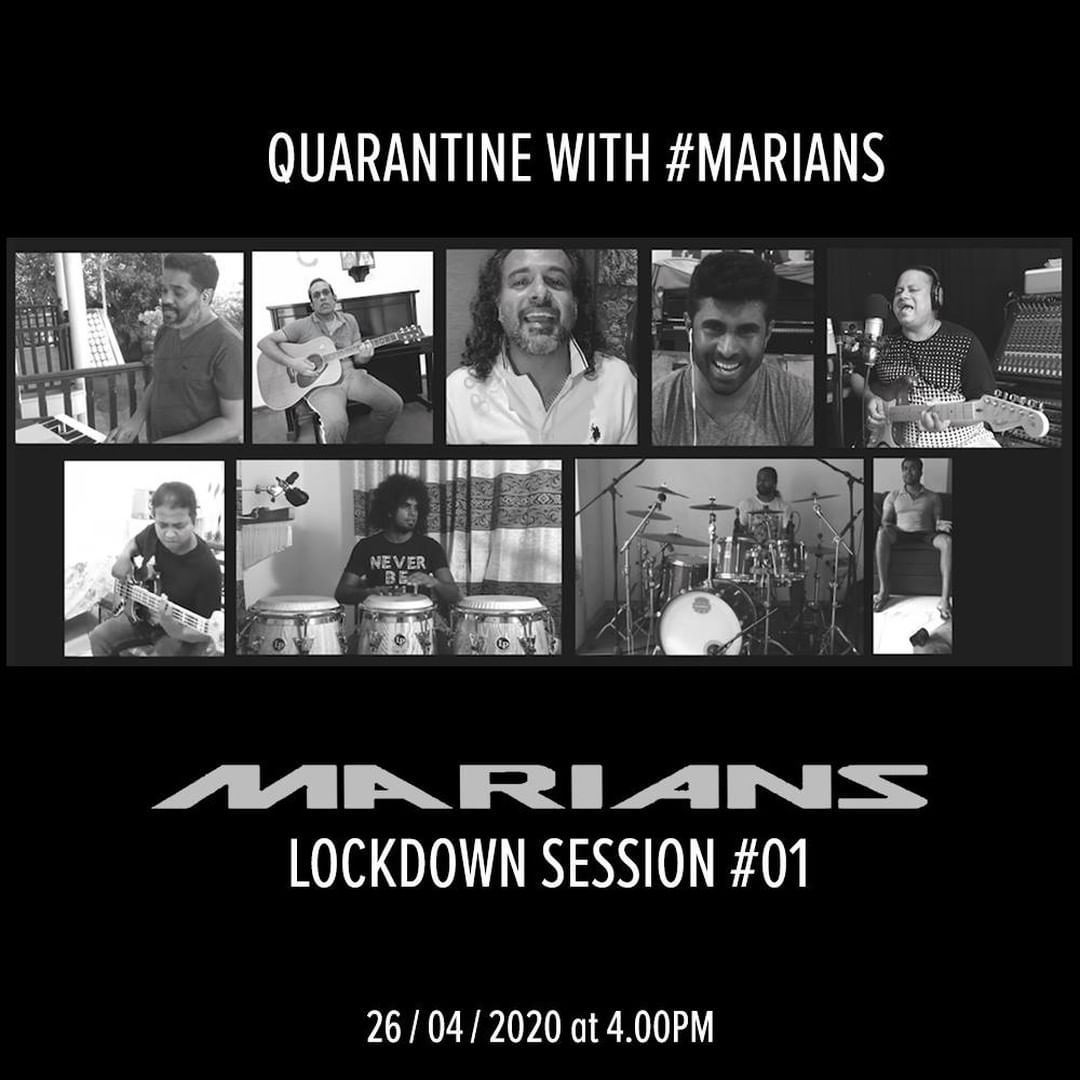 QUARANTINE WITH #MARIANS
NEVER
BE
MARIANS
LOCKDOWN SESSION #01
26 / 04 / 2020 at 4.00PM